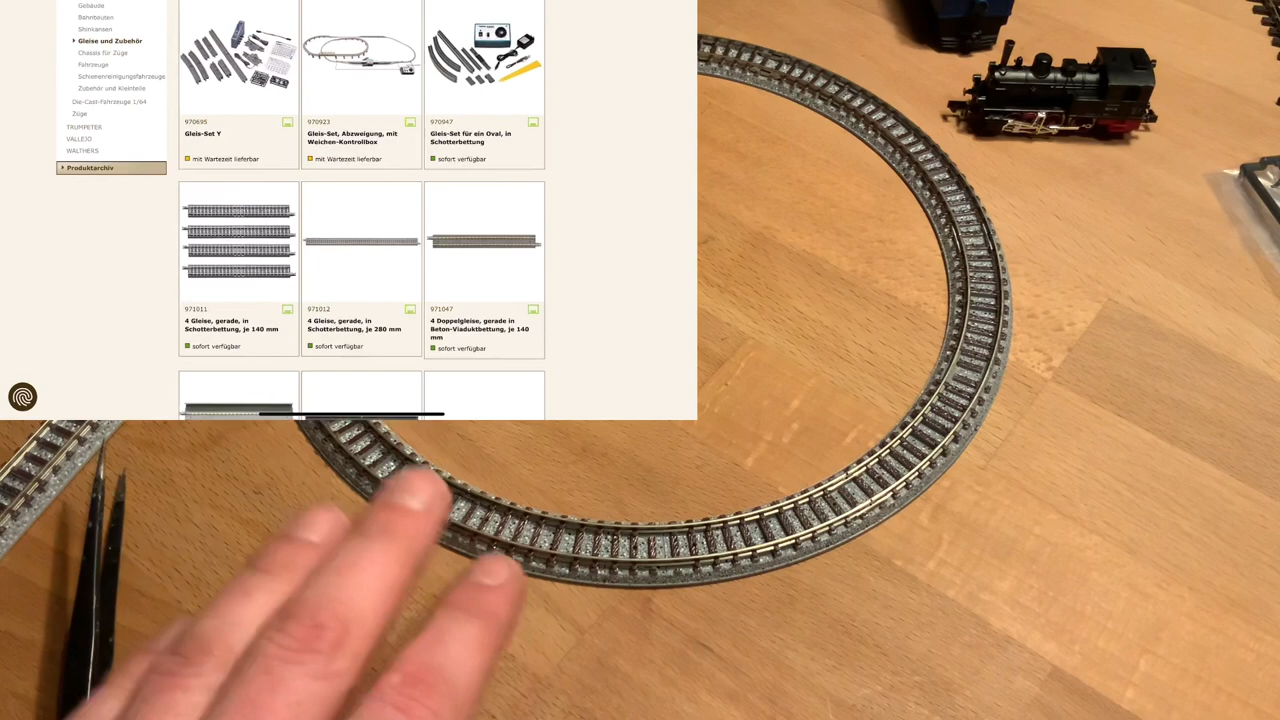 Gebäude
Bahnbauten
Shinkansen
Gleise und Zubehör
Chassis für Züge
Fahrzeuge
Schienenreinigungsfahrzeuge
Zubehör und Kleinteile
Die-Cast-Fahrzeuge 1/64
Züge
TRUMPETER
VALLEJO
WALTHERS
Produktarchiv
970695
Gleis-Set Y
mit Wartezeit lieferbar
970923
Gleis-Set, Abzweigung, mit
Weichen-Kontrollbox
mit Wartezeit lieferbar
970947
Gleis-Set für ein Oval, in
Schotterbettung
sofort verfügbar
971011
4 Gleise, gerade, in
Schotterbettung, je 140 mm
sofort verfügbar
971012
4 Gleise, gerade, in
Schotterbettung, je 280 mm
sofort verfügbar
971047
4 Doppelgleise, gerade in
Beton-Viaduktbettung, je 140
mm
sofort verfügbar